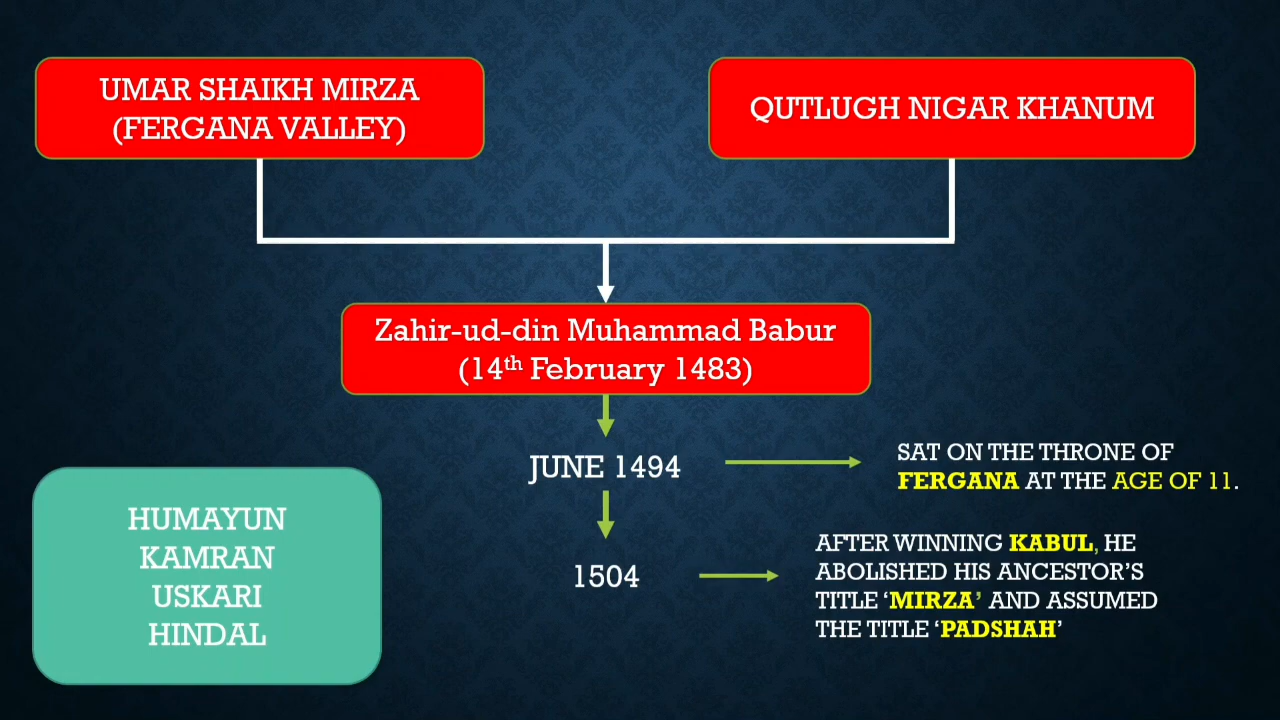 UMAR SHAIKH MIRZA
(FERGANA VALLEY)
QUTLUGH NIGAR KHANUM
Zahir-ud-din Muhammad Babur
(14th February 1483)
JUNE 1494
SAT ON THE THRONE OF
FERGANA AT THE AGE OF 11.
1504
AFTER WINNING KABUL, HE
ABOLISHED HIS ANCESTOR’S
TITLE ‘MIRZA’ AND ASSUMED
THE TITLE ‘PADSHAH’
HUMAYUN
KAMRAN
USKARI
HINDAL